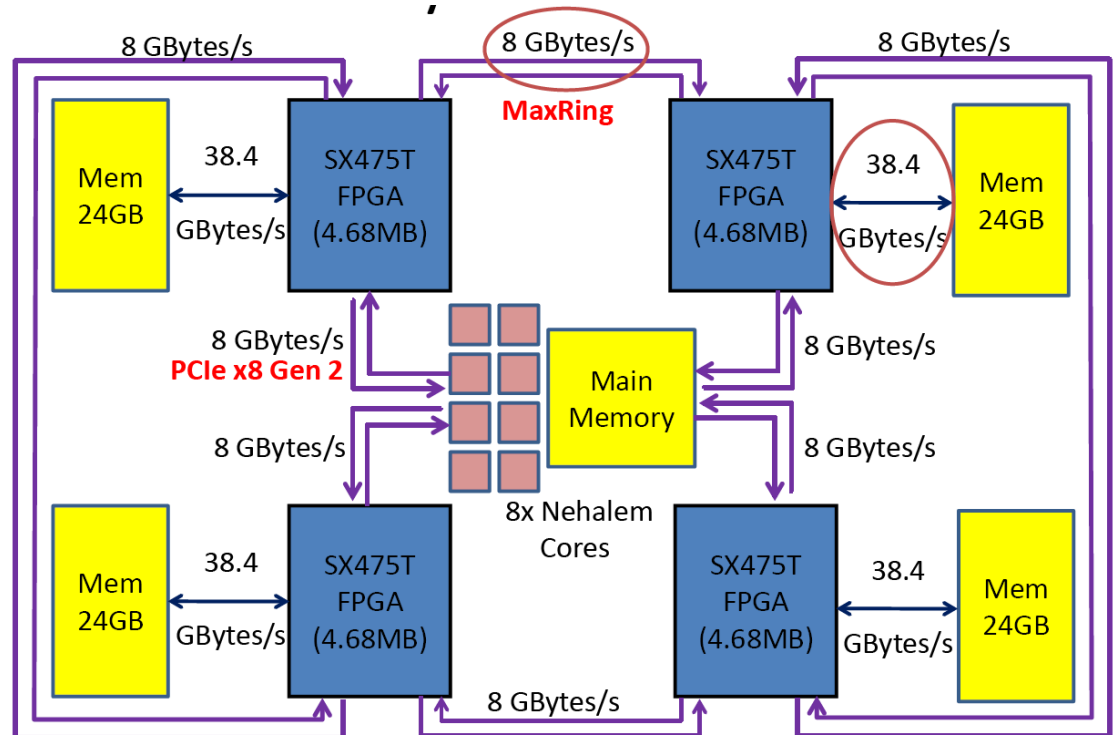 8 GBytes/s
8 GBytes/s
8 GBytes/s
MaxRing
Mem
24GB
38.4
GBytes/s
SX475T
FPGA
(4.68MB)
SX475T
FPGA
(4.68MB)
38.4
GBytes/s
Mem
24GB
8 GBytes/s
PCIe x8 Gen 2
8 GBytes/s
Main
Memory
8 GBytes/s
8 GBytes/s
8x Nehalem
Cores
Mem
24GB
38.4
GBytes/s
SX475T
FPGA
(4.68MB)
SX475T
FPGA
(4.68MB)
38.4
GBytes/s
Mem
24GB
8 GBytes/s